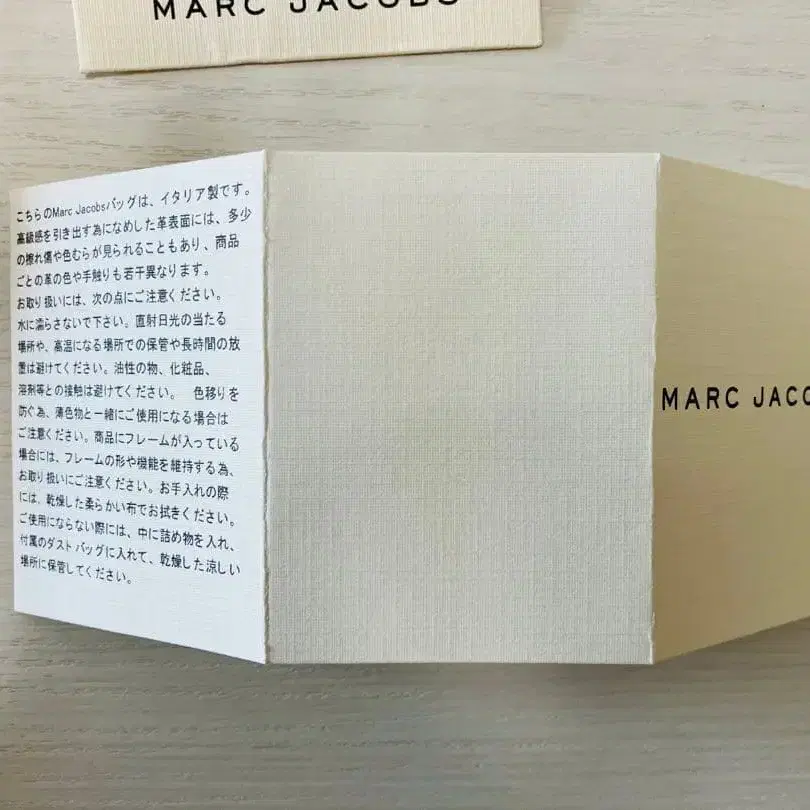 MARC JACOBS
こちらのMarc Jacobsバッグは、イタリア製です。
高級感を引き出す為になめした革表面には、多少
の擦れ傷や色むらが見られることもあり、商品
ごとの革の色や手触りも若干異なります。
お取り扱いには、次の点にご注意ください。
水に濡らさないで下さい。直射日光の当たる
場所や、高温になる場所での保管や長時間の放
置は避けてください。油性の物、化粧品、
溶剤等との接触は避けてください。 色移りを
防ぐ為、薄色物と一緒にご使用になる場合は
ご注意ください。商品にフレームが入っている
場合には、フレームの形や機能を維持する為、
お取り扱いにご注意ください。お手入れの際
には、乾燥した柔らかい布でお拭きください。
ご使用にならない際には、中に詰め物を入れ、
付属のダストバッグに入れて、乾燥した涼しい
場所に保管してください。
MARC JACO